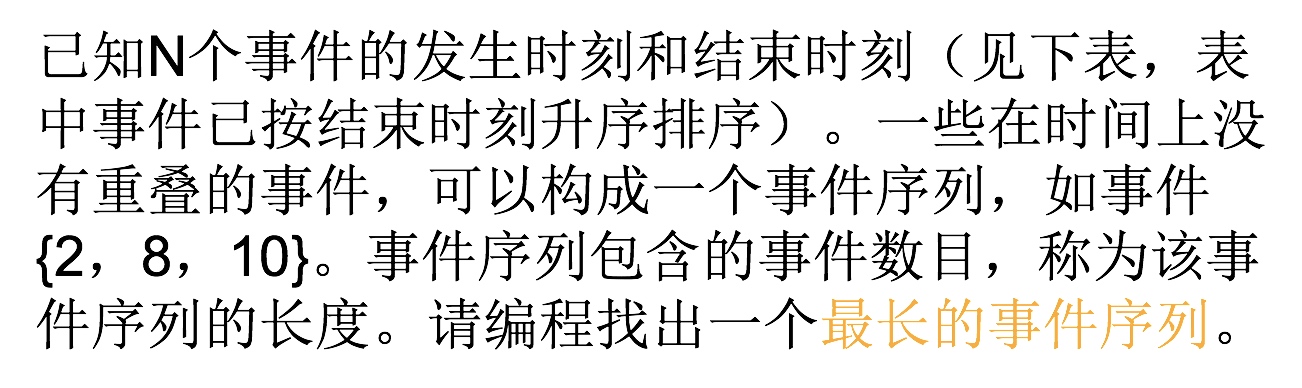 已知N个事件的发生时刻和结束时刻（见下表，表
中事件已按结束时刻升序排序）。一些在时间上没
有重叠的事件，可以构成一个事件序列，如事件
{2，8，10}。事件序列包含的事件数目，称为该事
件序列的长度。请编程找出一个最长的事件序列。